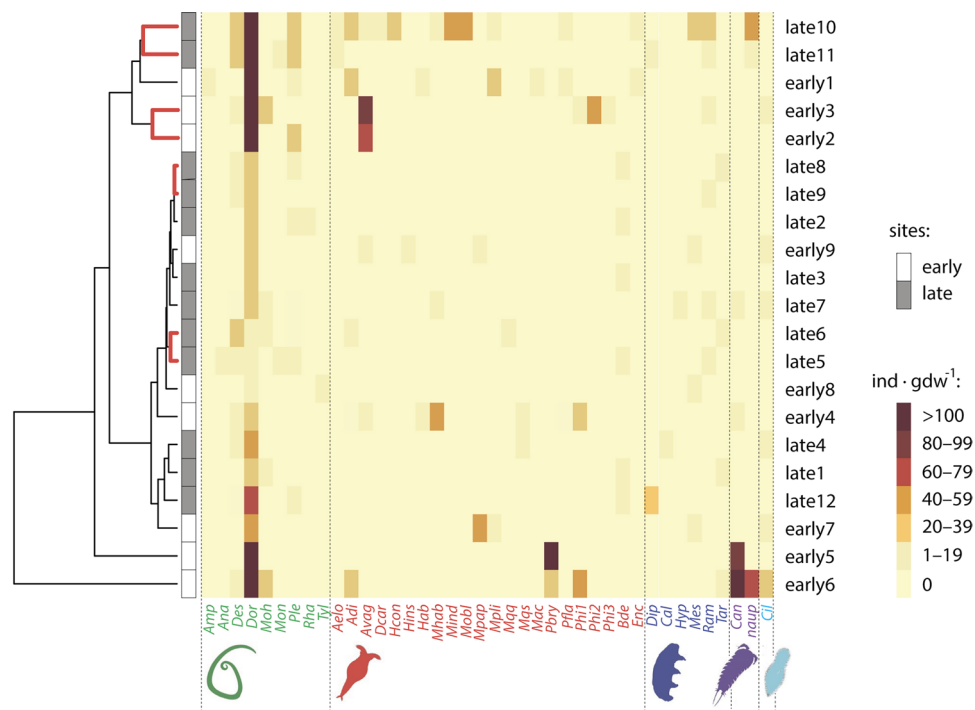 late10
late11
early1
early3
early2
late8
late9
late2
early9
late3
late7
late6
late5
early8
early4
late4
late1
late12
early7
early5
early6
sites:
early
late
ind · gdw⁻¹:
>100
80–99
60–79
40–59
20–39
1–19
0
Amp Ana Des Dor Moh Mon Ple Rha Tyl Aelo Adi Avag Dcar Hcon Hins Hab Mhab Mind Mobl Mpap Mpli Mqq Mqs Mac Pbry Pfla Phi1 Phi2 Phi3 Bde Enc Dip Cal Hyp Mes Ram Tar Can naup Cil